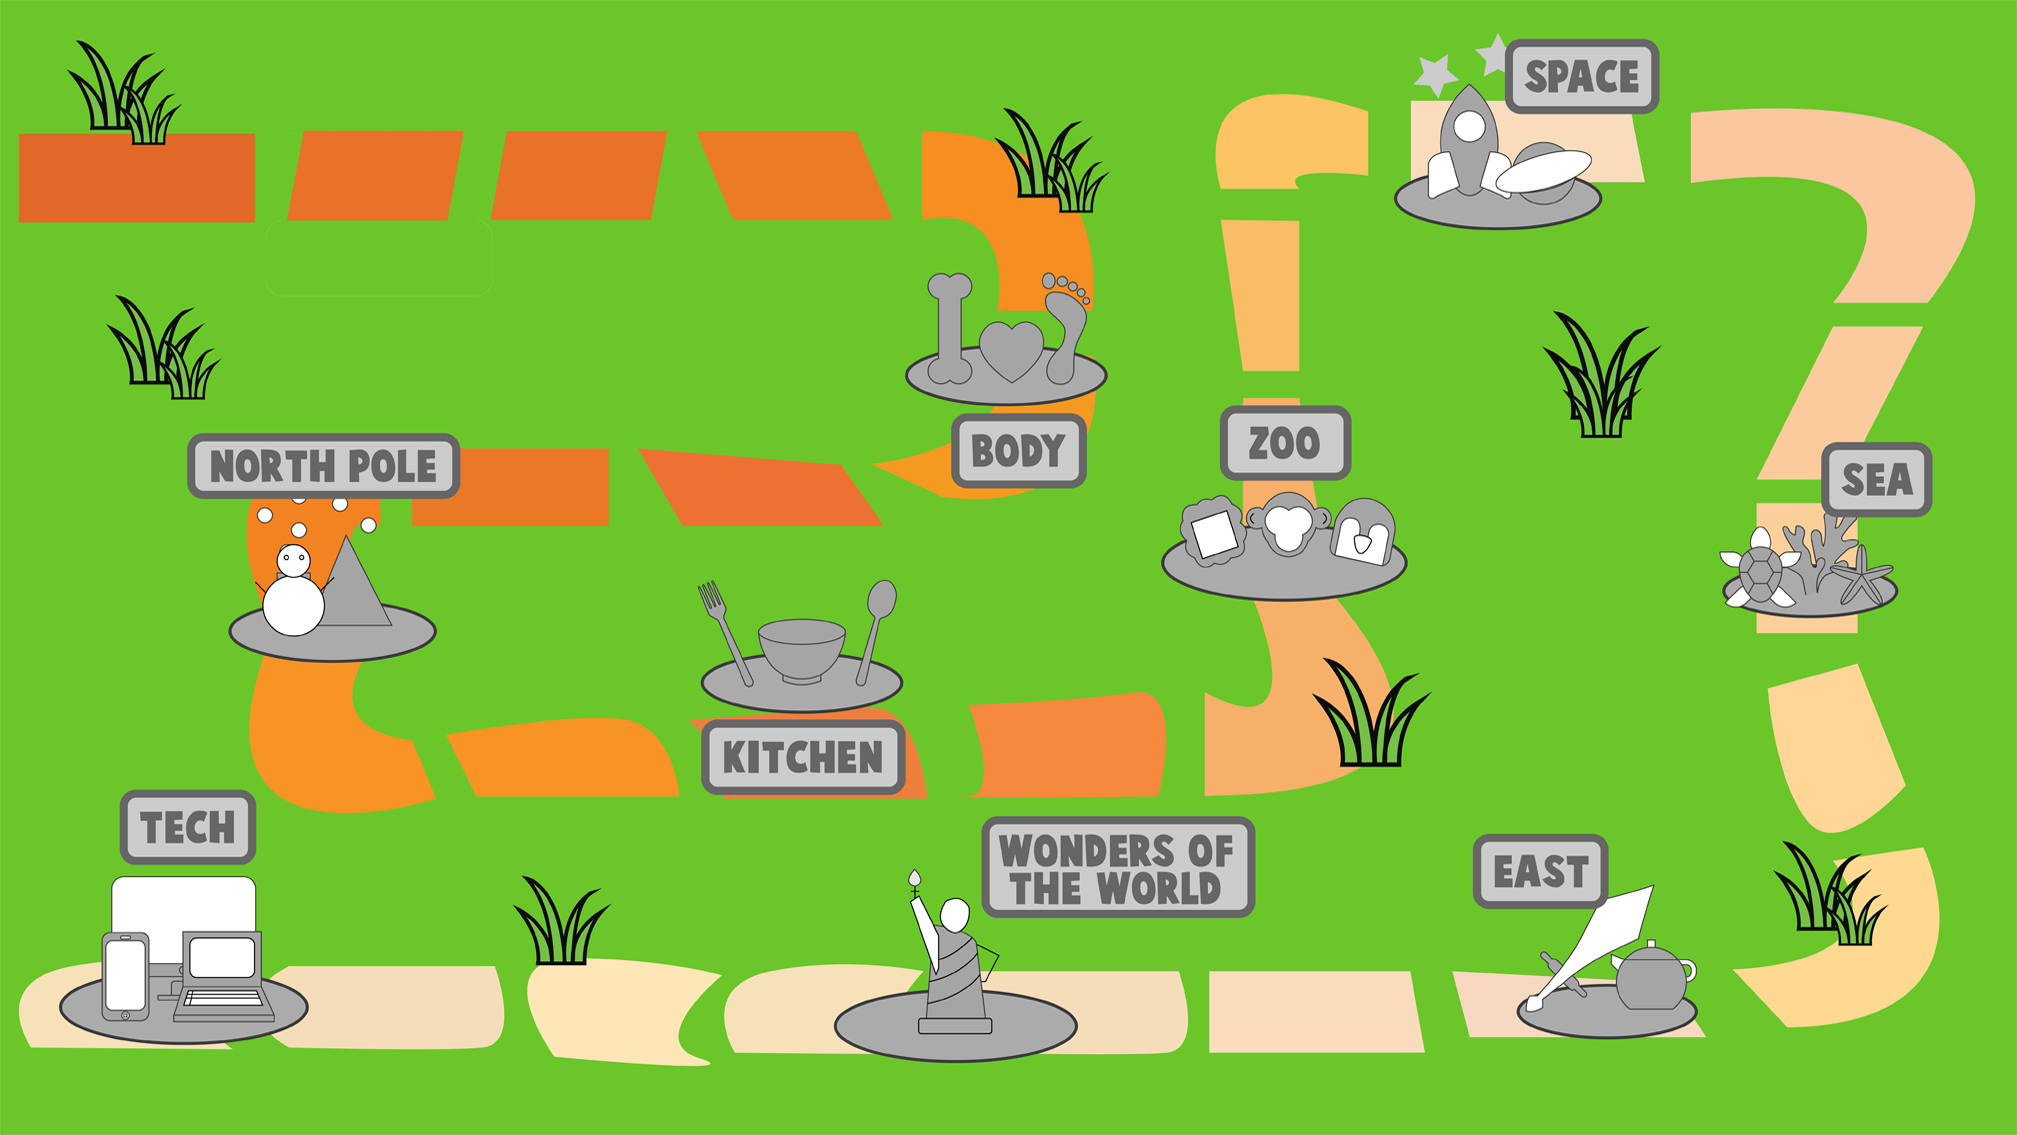 SPACE
BODY
ZOO
NORTH POLE
SEA
KITCHEN
TECH
WONDERS OF
THE WORLD
EAST